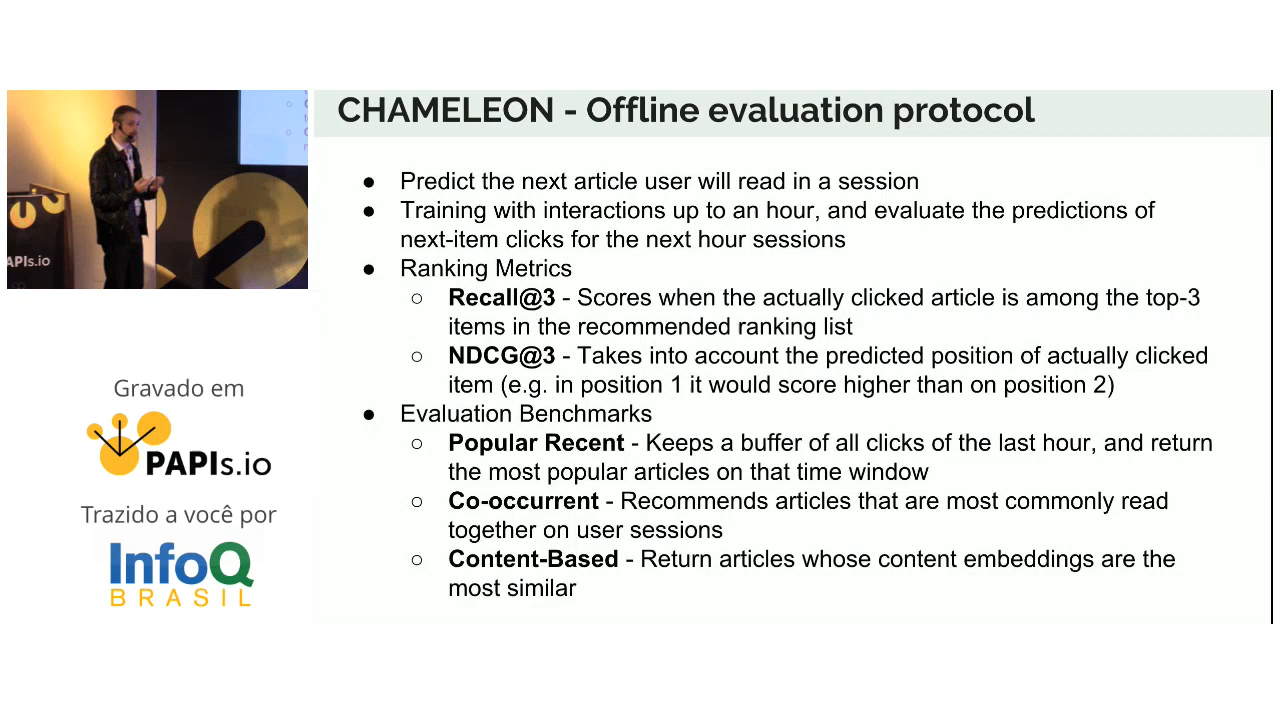 CHAMELEON - Offline evaluation protocol
● Predict the next article user will read in a session
● Training with interactions up to an hour, and evaluate the predictions of
next-item clicks for the next hour sessions
● Ranking Metrics
○ Recall@3 - Scores when the actually clicked article is among the top-3
items in the recommended ranking list
○ NDCG@3 - Takes into account the predicted position of actually clicked
item (e.g. in position 1 it would score higher than on position 2)
● Evaluation Benchmarks
○ Popular Recent - Keeps a buffer of all clicks of the last hour, and return
the most popular articles on that time window
○ Co-occurrent - Recommends articles that are most commonly read
together on user sessions
○ Content-Based - Return articles whose content embeddings are the
most similar
APIs.io
Gravado em
PAPIs.io
Trazido a você por
InfoQ
BRASIL